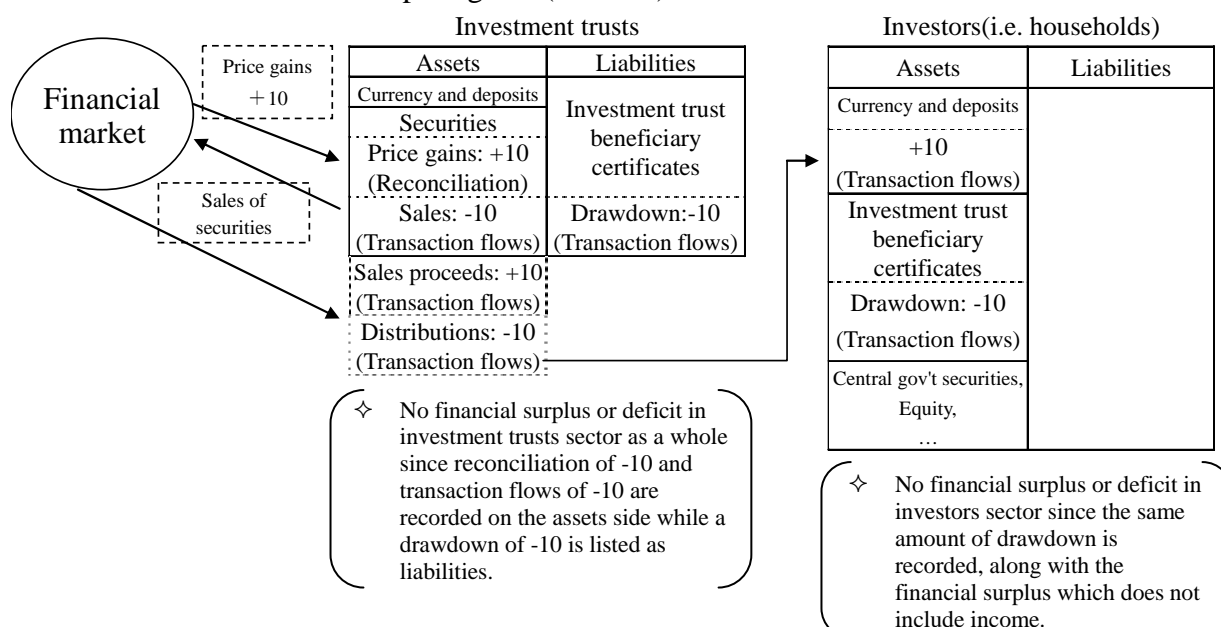 Investment trusts
Investors(i.e. households)
Price gains
+10
Financial
market
Sales of
securities
Assets
Liabilities
Currency and deposits
Securities
Price gains: +10
(Reconciliation)
Sales: -10
(Transaction flows)
Sales proceeds: +10
(Transaction flows)
Distributions: -10
(Transaction flows)
Investment trust
beneficiary
certificates
Drawdown:-10
(Transaction flows)
Assets
Liabilities
Currency and deposits
+10
(Transaction flows)
Investment trust
beneficiary
certificates
Drawdown: -10
(Transaction flows)
Central gov't securities,
Equity,
…
✧ No financial surplus or deficit in
investment trusts sector as a whole
since reconciliation of -10 and
transaction flows of -10 are
recorded on the assets side while a
drawdown of -10 is listed as
liabilities.
✧ No financial surplus or deficit in
investors sector since the same
amount of drawdown is
recorded, along with the
financial surplus which does not
include income.